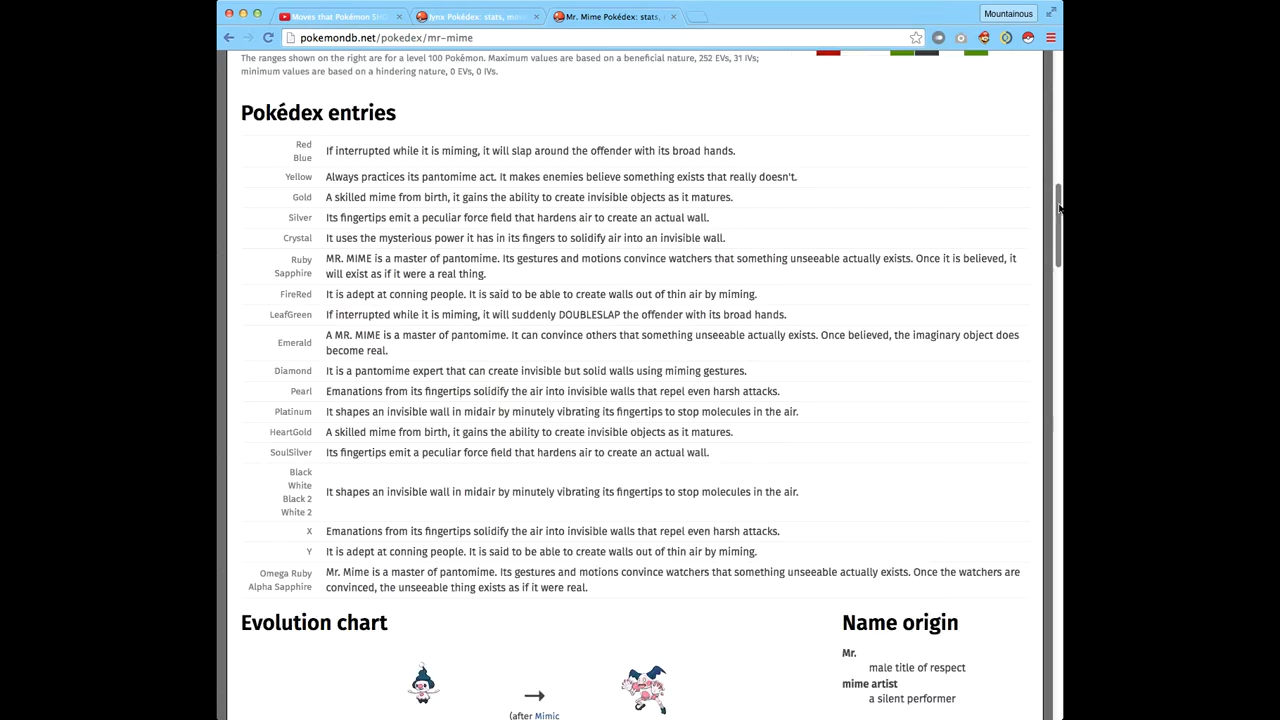 Moves that Pokémon SHO
Jynx Pokédex: stats, mov
Mr. Mime Pokédex: stats,
Mountainous
pokemondb.net/pokedex/mr-mime
The ranges shown on the right are for a level 100 Pokémon. Maximum values are based on a beneficial nature, 252 EVs, 31 IVs;
minimum values are based on a hindering nature, 0 EVs, 0 IVs.
Pokédex entries
Red
Blue
If interrupted while it is miming, it will slap around the offender with its broad hands.
Yellow Always practices its pantomime act. It makes enemies believe something exists that really doesn't.
Gold A skilled mime from birth, it gains the ability to create invisible objects as it matures.
Silver Its fingertips emit a peculiar force field that hardens air to create an actual wall.
Crystal It uses the mysterious power it has in its fingers to solidify air into an invisible wall.
Ruby
Sapphire
MR. MIME is a master of pantomime. Its gestures and motions convince watchers that something unseeable actually exists. Once it is believed, it
will exist as if it were a real thing.
FireRed It is adept at conning people. It is said to be able to create walls out of thin air by miming.
LeafGreen If interrupted while it is miming, it will suddenly DOUBLESLAP the offender with its broad hands.
Emerald
A MR. MIME is a master of pantomime. It can convince others that something unseeable actually exists. Once believed, the imaginary object does
become real.
Diamond It is a pantomime expert that can create invisible but solid walls using miming gestures.
Pearl Emanations from its fingertips solidify the air into invisible walls that repel even harsh attacks.
Platinum It shapes an invisible wall in midair by minutely vibrating its fingertips to stop molecules in the air.
HeartGold A skilled mime from birth, it gains the ability to create invisible objects as it matures.
SoulSilver Its fingertips emit a peculiar force field that hardens air to create an actual wall.
Black
White
Black 2
White 2
It shapes an invisible wall in midair by minutely vibrating its fingertips to stop molecules in the air.
X Emanations from its fingertips solidify the air into invisible walls that repel even harsh attacks.
Y It is adept at conning people. It is said to be able to create walls out of thin air by miming.
Omega Ruby
Alpha Sapphire
Mr. Mime is a master of pantomime. Its gestures and motions convince watchers that something unseeable actually exists. Once the watchers are
convinced, the unseeable thing exists as if it were real.
Evolution chart
(after Mimic
Name origin
Mr.
male title of respect
mime artist
a silent performer